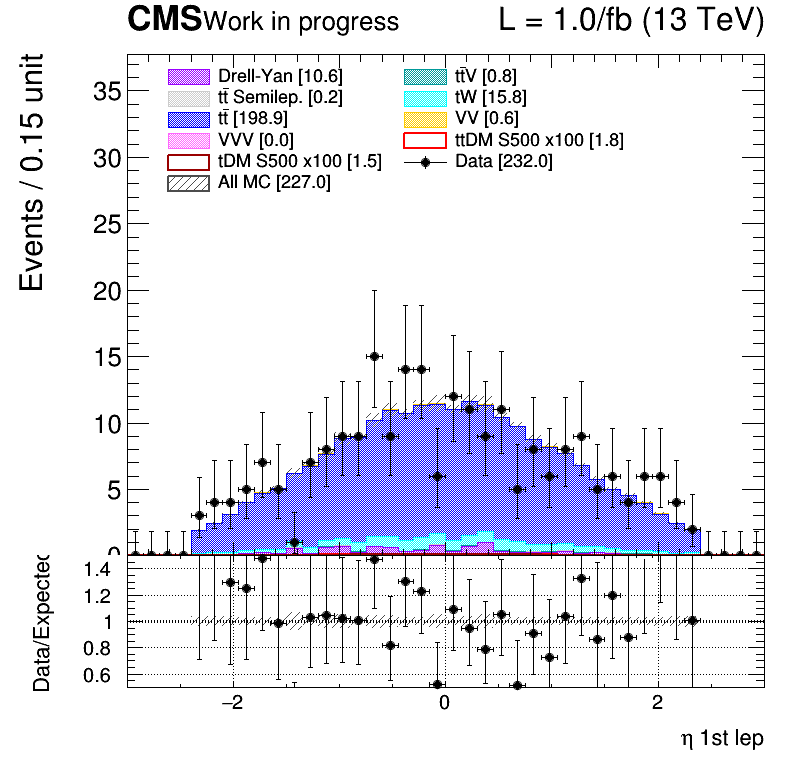 CMS Work in progress L = 1.0/fb (13 TeV)
Events / 0.15 unit
35
30
25
20
15
10
5
0
Drell-Yan [10.6] tt̄V [0.8]
tt̄ Semilep. [0.2] tW [15.8]
tt̄ [198.9] VV [0.6]
VVV [0.0] ttDM S500 x100 [1.8]
tDM S500 x100 [1.5] Data [232.0]
All MC [227.0]
Data/Expected
1.4
1.2
1
0.8
0.6
−2 0 2
η 1st lep